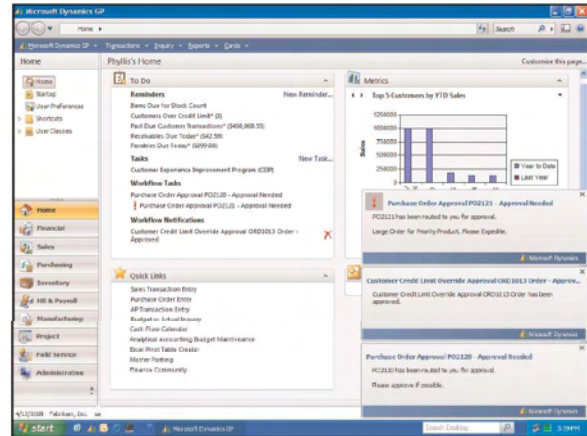 Microsoft Dynamics GP
Home
Search
Microsoft Dynamics GP
Transactions
Inquiry
Reports
Cards
Home
Phyllis's Home
Customize this page...
Home
Startup
User Preferences
Shortcuts
User Classes
Home
Financial
Sales
Purchasing
Inventory
HR & Payroll
Manufacturing
Project
Field Service
Administration
To Do
Reminders
New Reminder...
Items Due for Stock Count
Customers Over Credit Limit* (3)
Past Due Customer Transactions*
Receivables Due Today* ($42.59)
Payables Due Today*
Tasks
New Task...
Customer Experience Improvement Program (CEIP)
Workflow Tasks
Purchase Order Approval PO2120 - Approval Needed
Purchase Order Approval PO2121 - Approval Needed
Workflow Notifications
Customer Credit Limit Override Approval ORD1013 Order -
Approved
Quick Links
Sales Transaction Entry
Purchase Order Entry
AP Transaction Entry
Budget vs Actual Inquiry
Cash Flow Calendar
Analytical Accounting Budget Maintenance
Excel Pivot Table Creator
Master Posting
Finance Community
Metrics
Top 5 Customers by YTD Sales
1250000
1000000
750000
500000
250000
0
Sales
Year to Date
Last Year
Purchase Order Approval PO2121 - Approval Needed
PO2121 has been routed to you for approval.
Large Order for Priority Product, Please Expedite.
Microsoft Dynamics
Customer Credit Limit Override Approval ORD1013 Order - Approv...
Customer Credit Limit Override Approval ORD1013 Order has been
approved.
Microsoft Dynamics
Purchase Order Approval PO2120 - Approval Needed
PO2120 has been routed to you for approval.
Please approve if possible.
Microsoft Dynamics
4/12/2008 Fabrikam, Inc. sa
start
Microsoft Dynamics GP
Search Desktop
3:39 PM